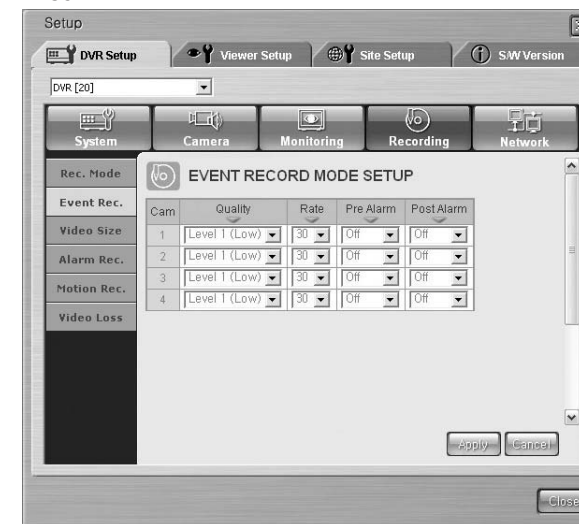 Setup
DVR Setup Viewer Setup Site Setup S/W Version
DVR [20]
System Camera Monitoring Recording Network
Rec. Mode
Event Rec.
Video Size
Alarm Rec.
Motion Rec.
Video Loss
EVENT RECORD MODE SETUP
Cam Quality Rate Pre Alarm Post Alarm
1 Level 1 (Low) 30 Off Off
2 Level 1 (Low) 30 Off Off
3 Level 1 (Low) 30 Off Off
4 Level 1 (Low) 30 Off Off
Apply Cancel
Close